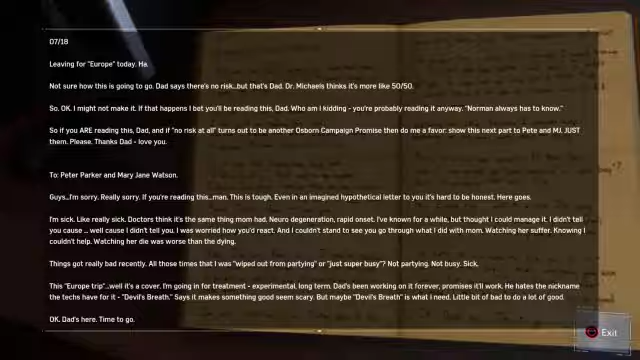 07/18
Leaving for "Europe" today. Ha.
Not sure how this is going to go. Dad says there's no risk...but that's Dad. Dr. Michaels thinks it's more like 50/50.
So. OK. I might not make it. If that happens I bet you'll be reading this, Dad. Who am I kidding - you're probably reading it anyway. "Norman always has to know."
So if you ARE reading this, Dad, and if "no risk at all" turns out to be another Osborn Campaign Promise then do me a favor: show this next part to Pete and MJ. JUST
them. Please. Thanks Dad - love you.
To: Peter Parker and Mary Jane Watson.
Guys...I'm sorry. Really sorry. If you're reading this...man. This is tough. Even in an imagined hypothetical letter to you it's hard to be honest. Here goes.
I'm sick. Like really sick. Doctors think it's the same thing mom had. Neuro degeneration, rapid onset. I've known for a while, but thought I could manage it. I didn't tell
you cause ... well cause I didn't tell you. I was worried how you'd react. And I couldn't stand to see you go through what I did with mom. Watching her suffer. Knowing I
couldn't help. Watching her die was worse than the dying.
Things got really bad recently. All those times that I was "wiped out from partying" or "just super busy"? Not partying. Not busy. Sick.
This "Europe trip"...well it's a cover. I'm going in for treatment - experimental, long term. Dad's been working on it forever, promises it'll work. He hates the nickname
the techs have for it - "Devil's Breath." Says it makes something good seem scary. But maybe "Devil's Breath" is what I need. Little bit of bad to do a lot of good.
OK. Dad's here. Time to go.
Exit